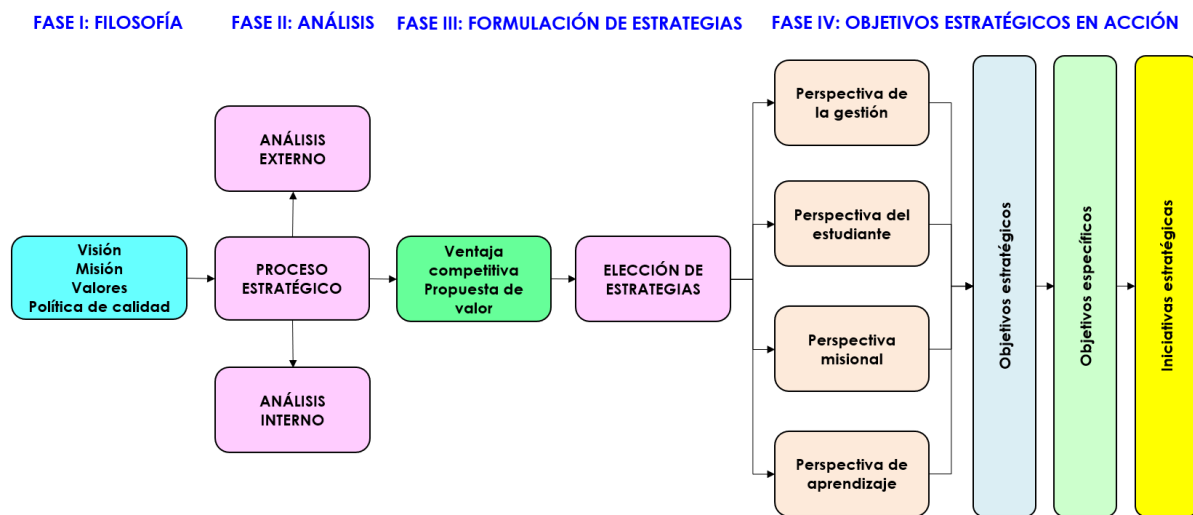 FASE I: FILOSOFÍA
FASE II: ANÁLISIS
FASE III: FORMULACIÓN DE ESTRATEGIAS
FASE IV: OBJETIVOS ESTRATÉGICOS EN ACCIÓN
Visión
Misión
Valores
Política de calidad
ANÁLISIS
EXTERNO
PROCESO
ESTRATÉGICO
ANÁLISIS
INTERNO
Ventaja
competitiva
Propuesta de
valor
ELECCIÓN DE
ESTRATEGIAS
Perspectiva de
la gestión
Perspectiva del
estudiante
Perspectiva
misional
Perspectiva de
aprendizaje
Objetivos estratégicos
Objetivos específicos
Iniciativas estratégicas